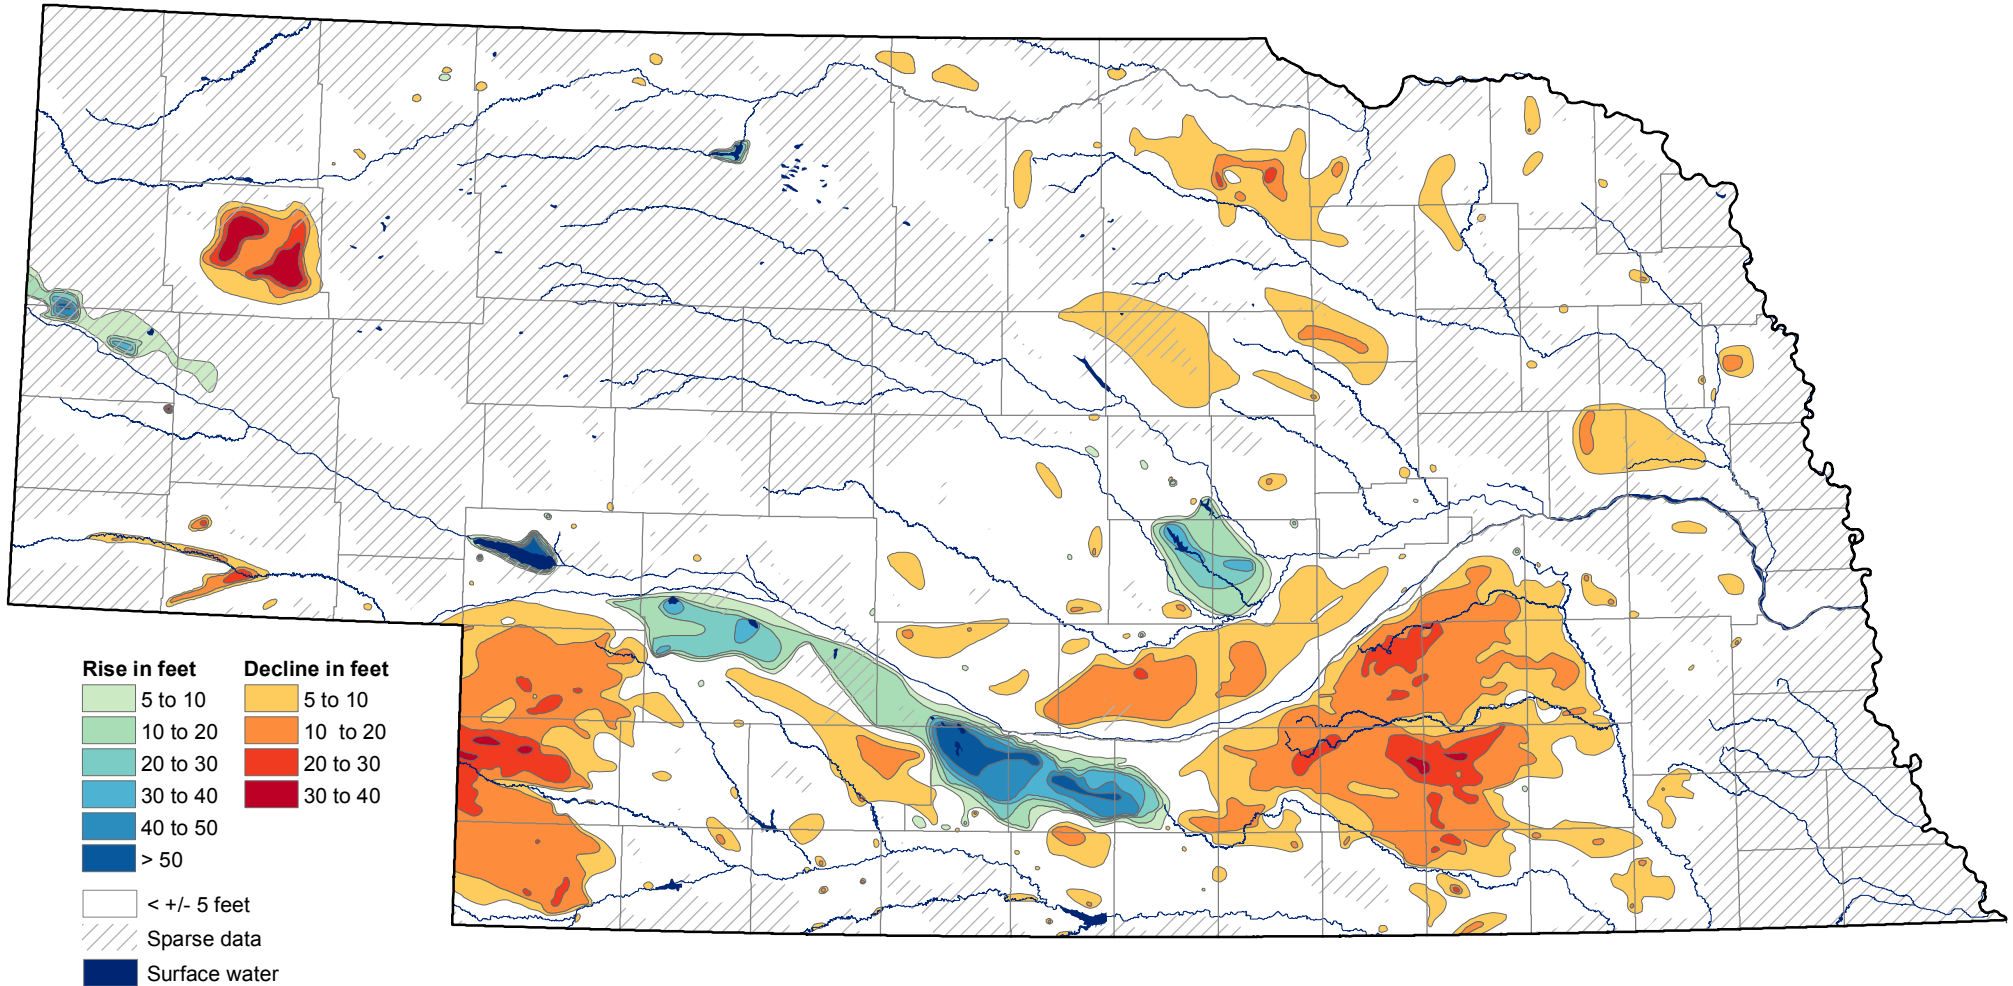 Rise in feet
Decline in feet
5 to 10
5 to 10
10 to 20
10 to 20
20 to 30
20 to 30
30 to 40
30 to 40
40 to 50
> 50
< +/- 5 feet
Sparse data
Surface water